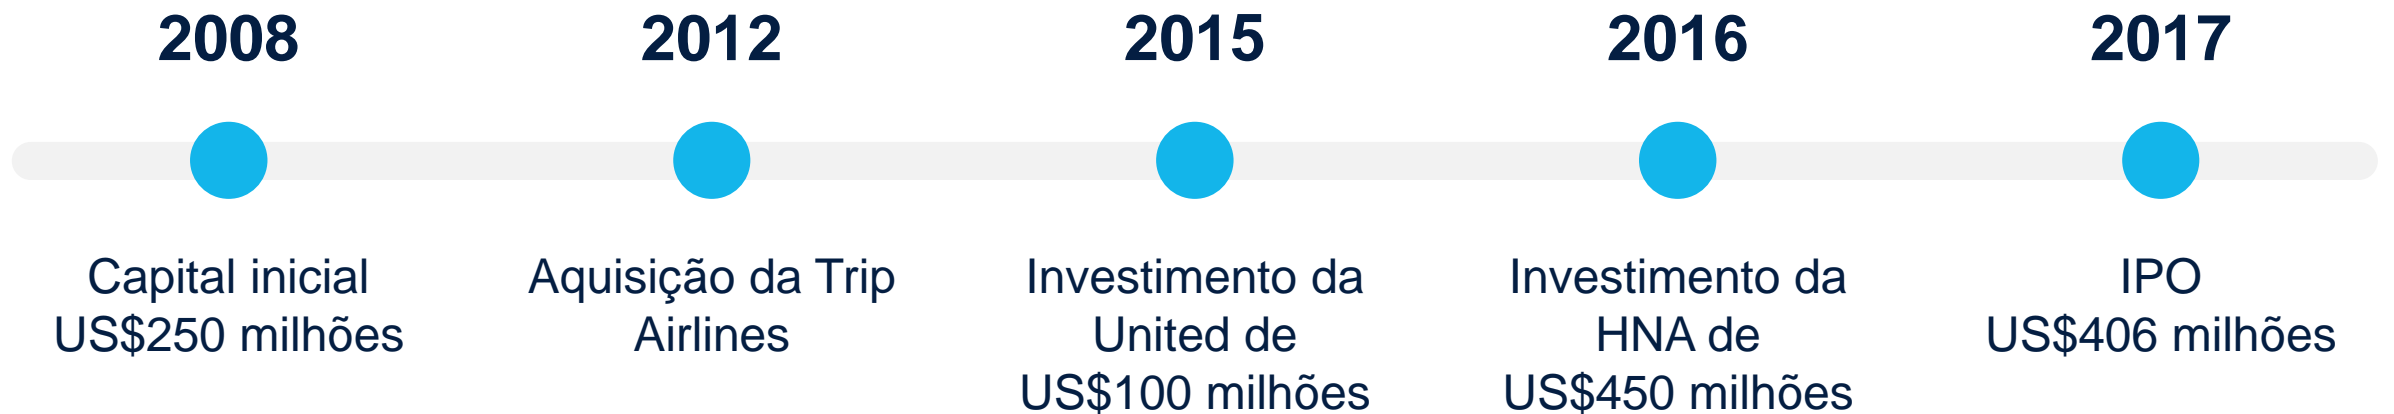 2008
Capital inicial
US$250 milhões
2012
Aquisição da Trip
Airlines
2015
Investimento da
United de
US$100 milhões
2016
Investimento da
HNA de
US$450 milhões
2017
IPO
US$406 milhões